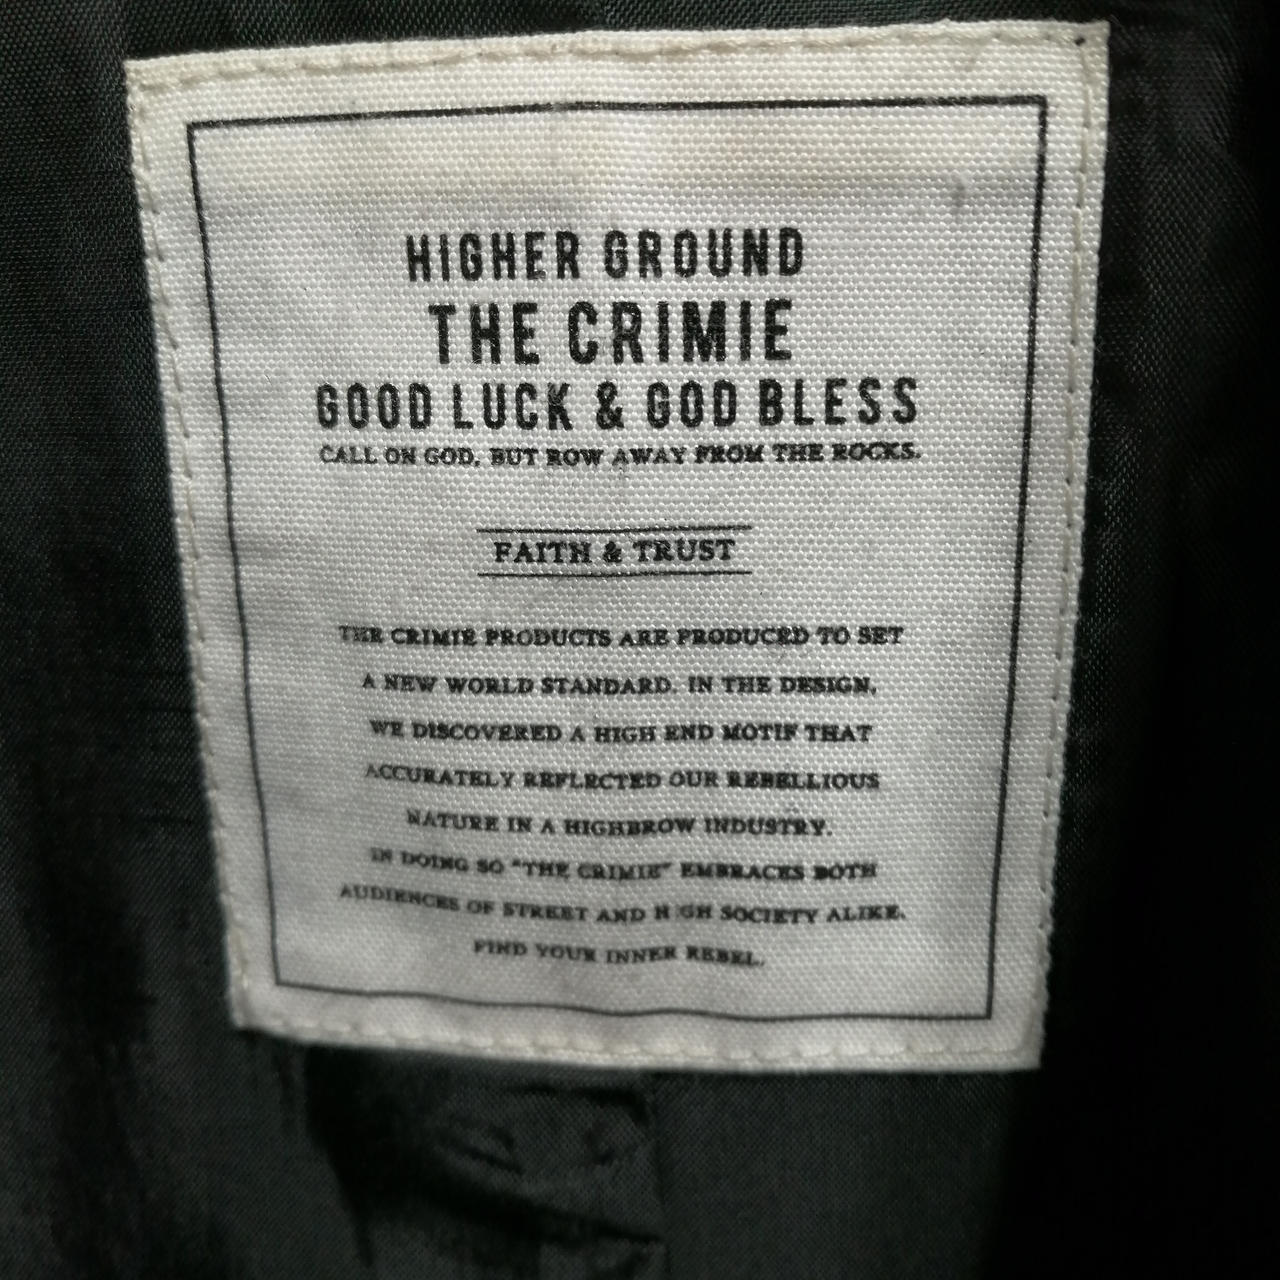 HIGHER GROUND
THE CRIMIE
GOOD LUCK & GOD BLESS
CALL ON GOD, BUT ROW AWAY FROM THE ROCKS.
FAITH & TRUST
THE CRIMIE PRODUCTS ARE PRODUCED TO SET
A NEW WORLD STANDARD. IN THE DESIGN,
WE DISCOVERED A HIGH END MOTIF THAT
ACCURATELY REFLECTED OUR REBELLIOUS
NATURE IN A HIGHBROW INDUSTRY.
IN DOING SO "THE CRIMIE" EMBRACES BOTH
AUDIENCES OF STREET AND HIGH SOCIETY ALIKE.
FIND YOUR INNER REBEL.